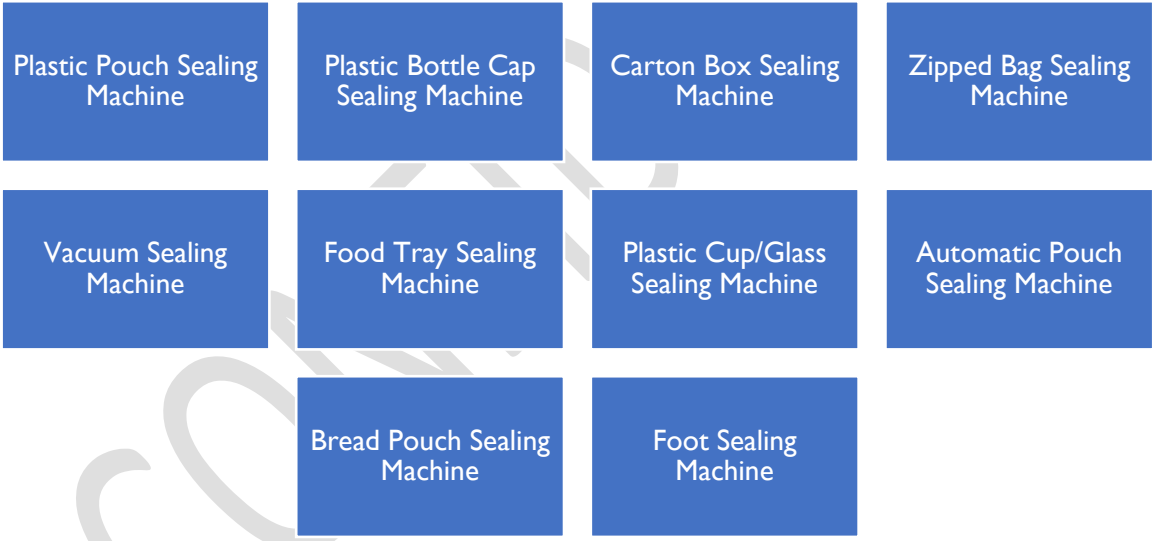 Plastic Pouch Sealing
Machine
Plastic Bottle Cap
Sealing Machine
Carton Box Sealing
Machine
Zipped Bag Sealing
Machine
Vacuum Sealing
Machine
Food Tray Sealing
Machine
Plastic Cup/Glass
Sealing Machine
Automatic Pouch
Sealing Machine
Bread Pouch Sealing
Machine
Foot Sealing
Machine